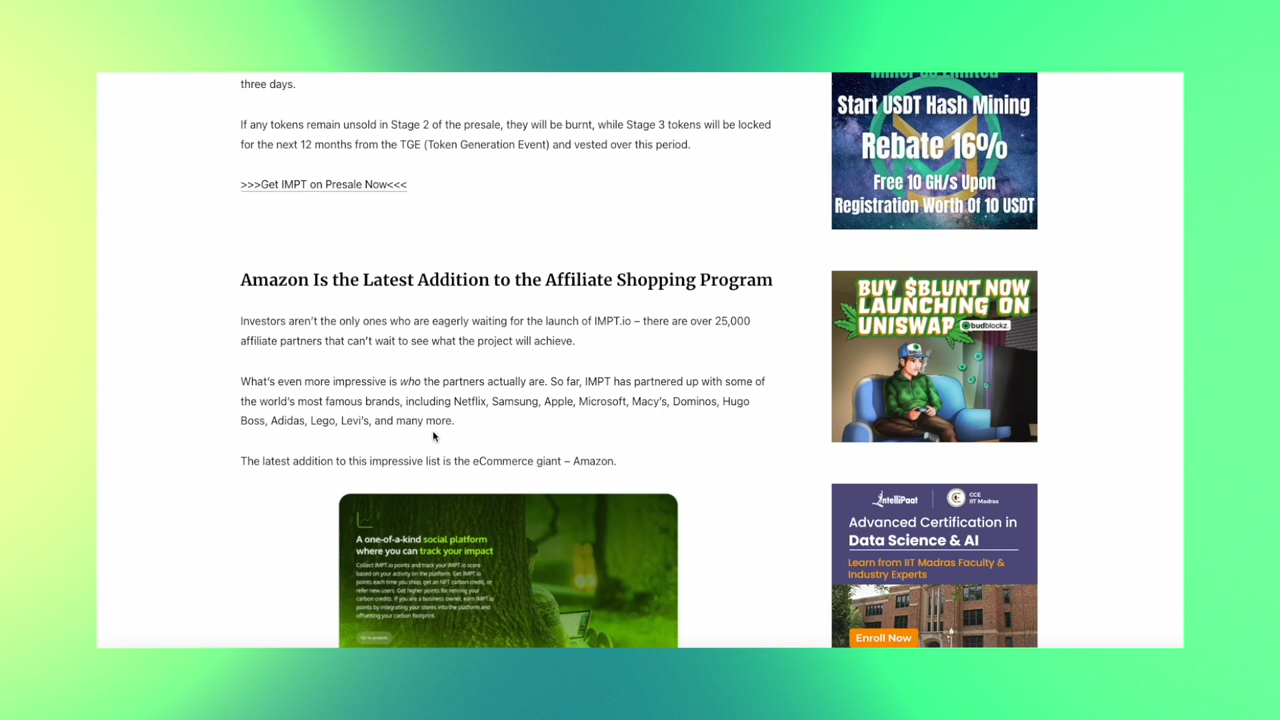 three days.
If any tokens remain unsold in Stage 2 of the presale, they will be burnt, while Stage 3 tokens will be locked
for the next 12 months from the TGE (Token Generation Event) and vested over this period.
>>>Get IMPT on Presale Now<<<
Amazon Is the Latest Addition to the Affiliate Shopping Program
Investors aren't the only ones who are eagerly waiting for the launch of IMPT.io – there are over 25,000
affiliate partners that can't wait to see what the project will achieve.
What's even more impressive is who the partners actually are. So far, IMPT has partnered up with some of
the world's most famous brands, including Netflix, Samsung, Apple, Microsoft, Macy's, Dominos, Hugo
Boss, Adidas, Lego, Levi's, and many more.
The latest addition to this impressive list is the eCommerce giant – Amazon.
A one-of-a-kind social platform
where you can track your impact
Collect IMPT.io points and track your IMPT.io score
based on your activity on the platform. Get IMPT.io
points each time you shop, get an NFT carbon credit, or
refer new users. Get higher points for retiring your
carbon credits. If you are a business owner, earn IMPT.io
points by integrating your stores into the platform and
offsetting your carbon footprint.
Go to projects
Start USDT Hash Mining
Rebate 16%
Free 10 GH/s Upon
Registration Worth Of 10 USDT
BUY $BLUNT NOW
LAUNCHING ON
UNISWAP
budblockz
IntelliPaat
CCE
IIT Madras
Advanced Certification in
Data Science & AI
Learn from IIT Madras Faculty &
Industry Experts
Enroll Now